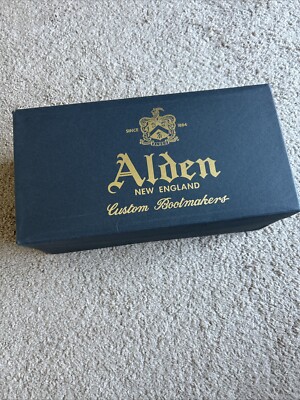 SINCE 1884
Alden
NEW ENGLAND
Custom Bootmakers